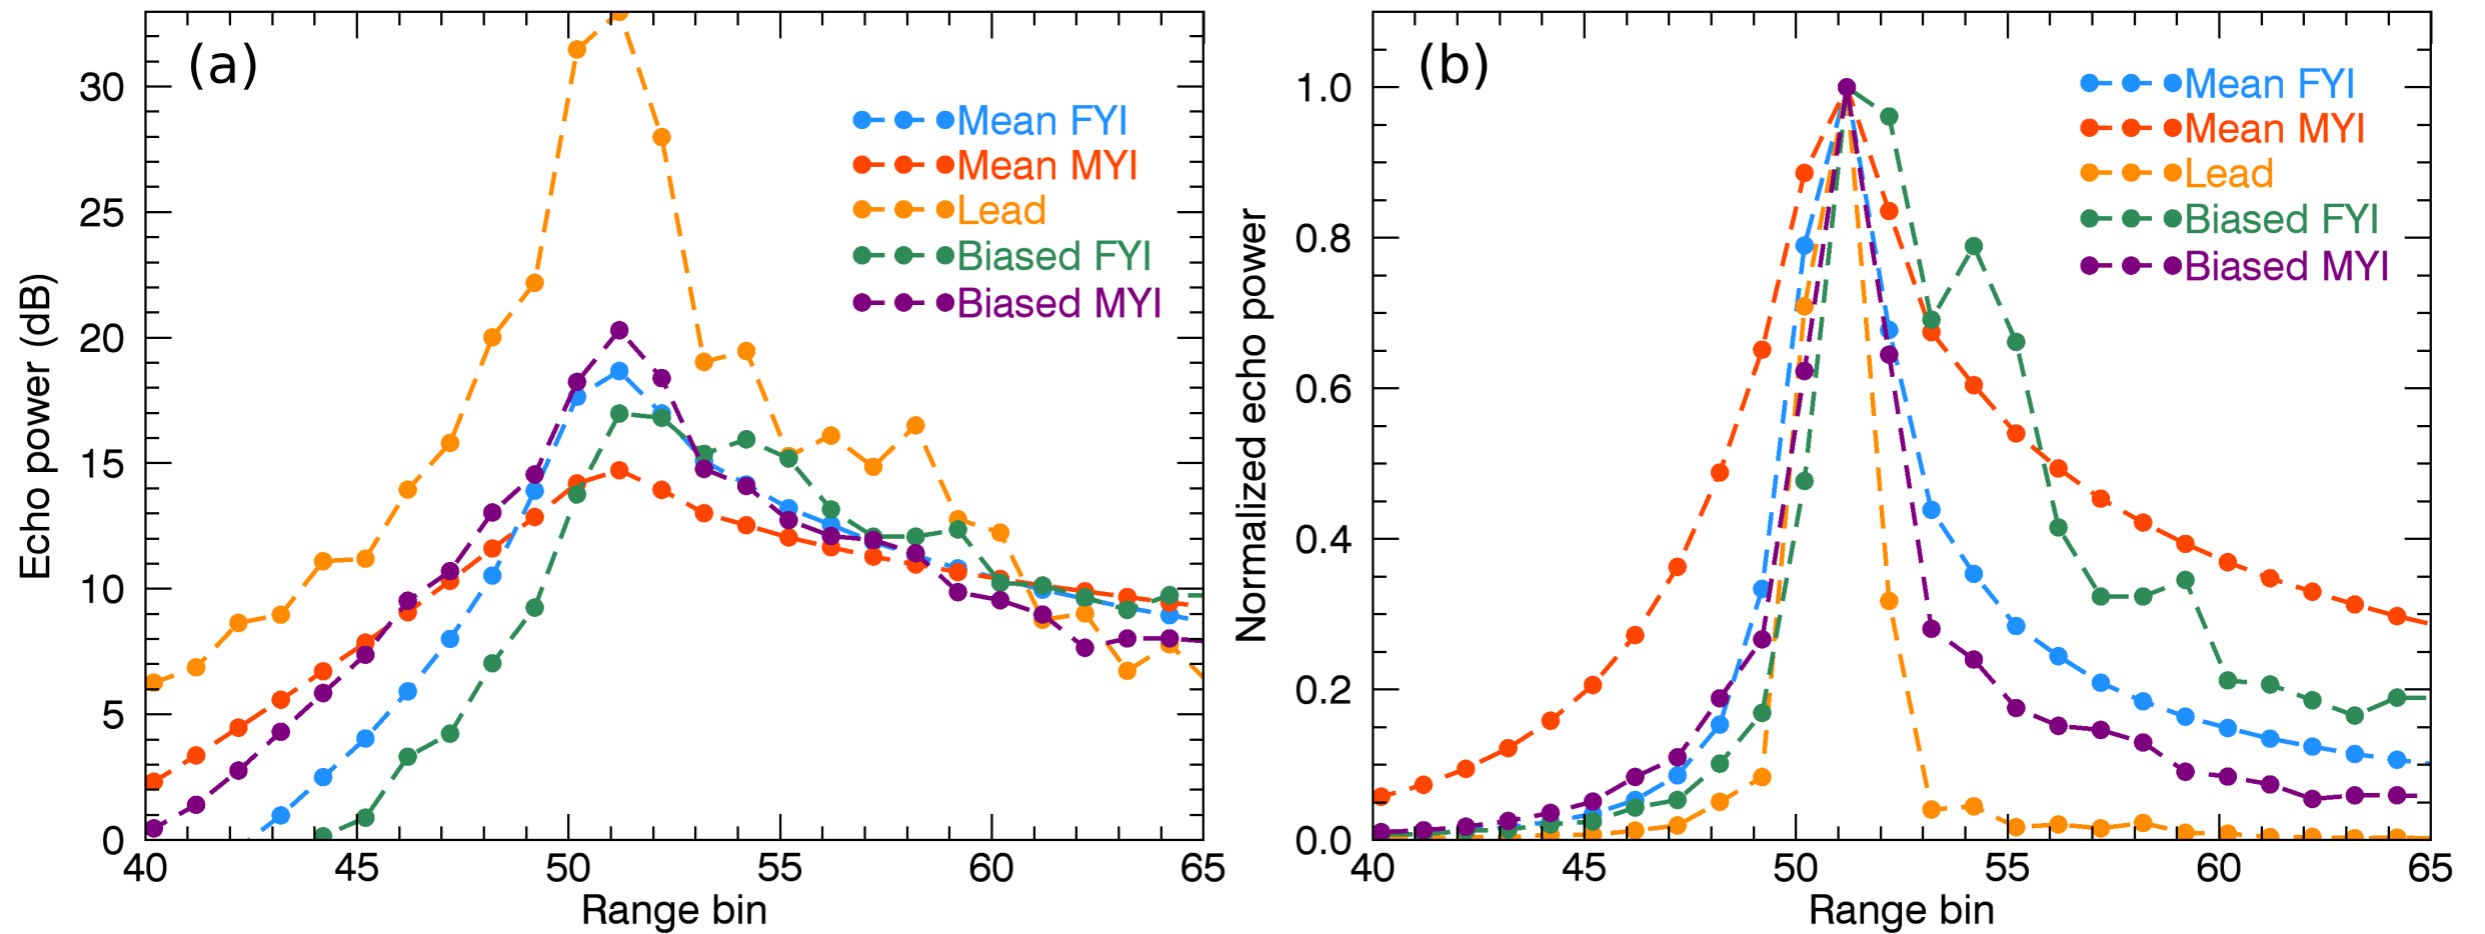 (a)
Echo power (dB)
30
25
20
15
10
5
0
40 45 50 55 60 65
Range bin
Mean FYI
Mean MYI
Lead
Biased FYI
Biased MYI
(b)
Normalized echo power
1.0
0.8
0.6
0.4
0.2
0.0
40 45 50 55 60 65
Range bin
Mean FYI
Mean MYI
Lead
Biased FYI
Biased MYI